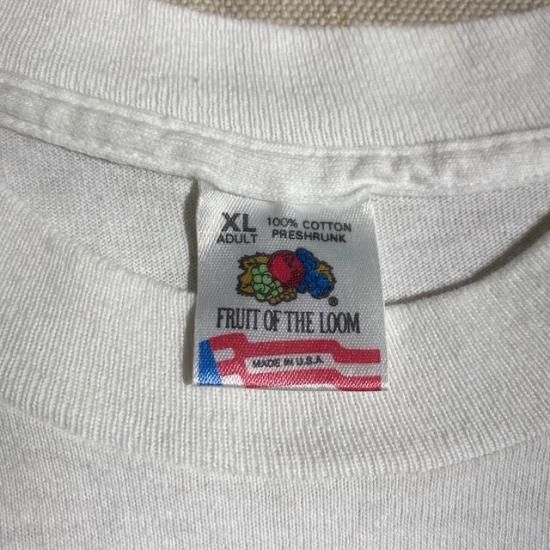 XL 100% COTTON
ADULT PRESHRUNK
®
FRUIT OF THE LOOM
MADE IN U.S.A.